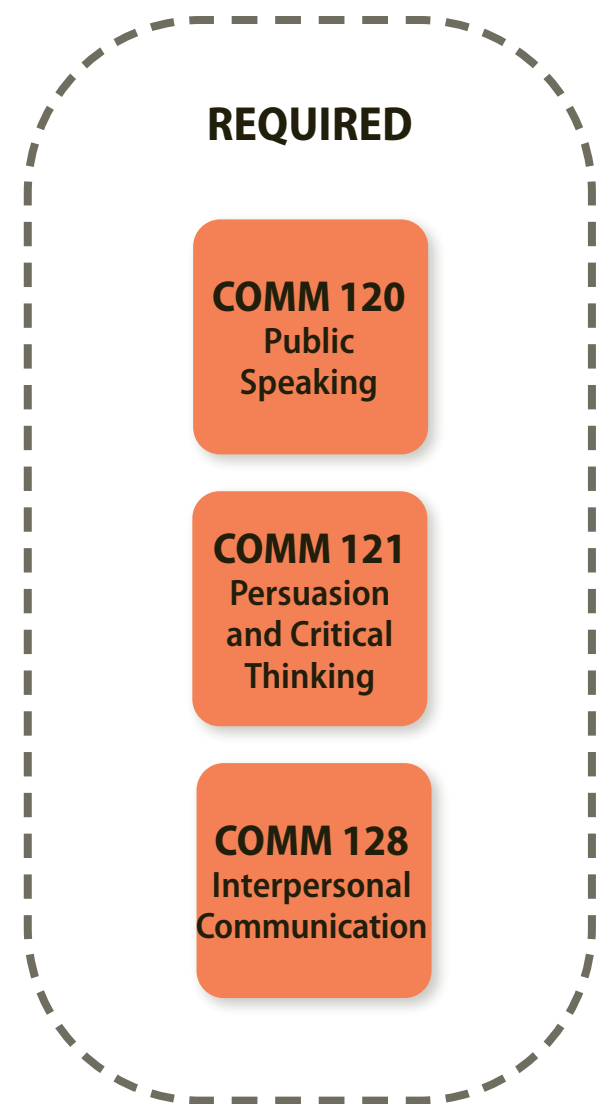 REQUIRED
COMM 120
Public
Speaking
COMM 121
Persuasion
and Critical
Thinking
COMM 128
Interpersonal
Communication